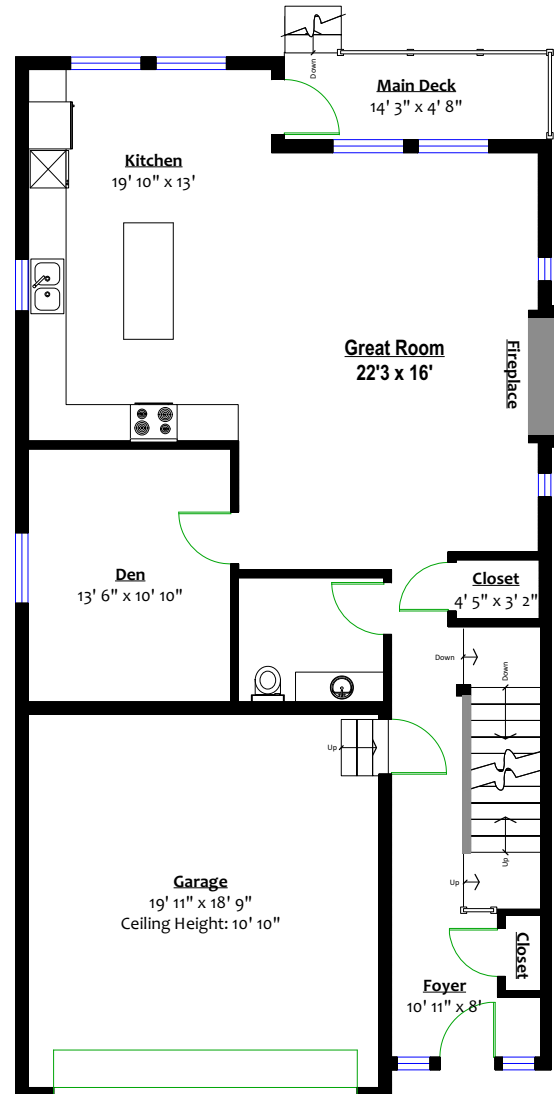 Down
Main Deck
14' 3" x 4' 8"
Kitchen
19' 10" x 13'
Great Room
22'3 x 16'
Fireplace
Den
13' 6" x 10' 10"
Closet
4' 5" x 3' 2"
Down
Down
Up
Up
Up
Garage
19' 11" x 18' 9"
Ceiling Height: 10' 10"
Closet
Foyer
10' 11" x 8'